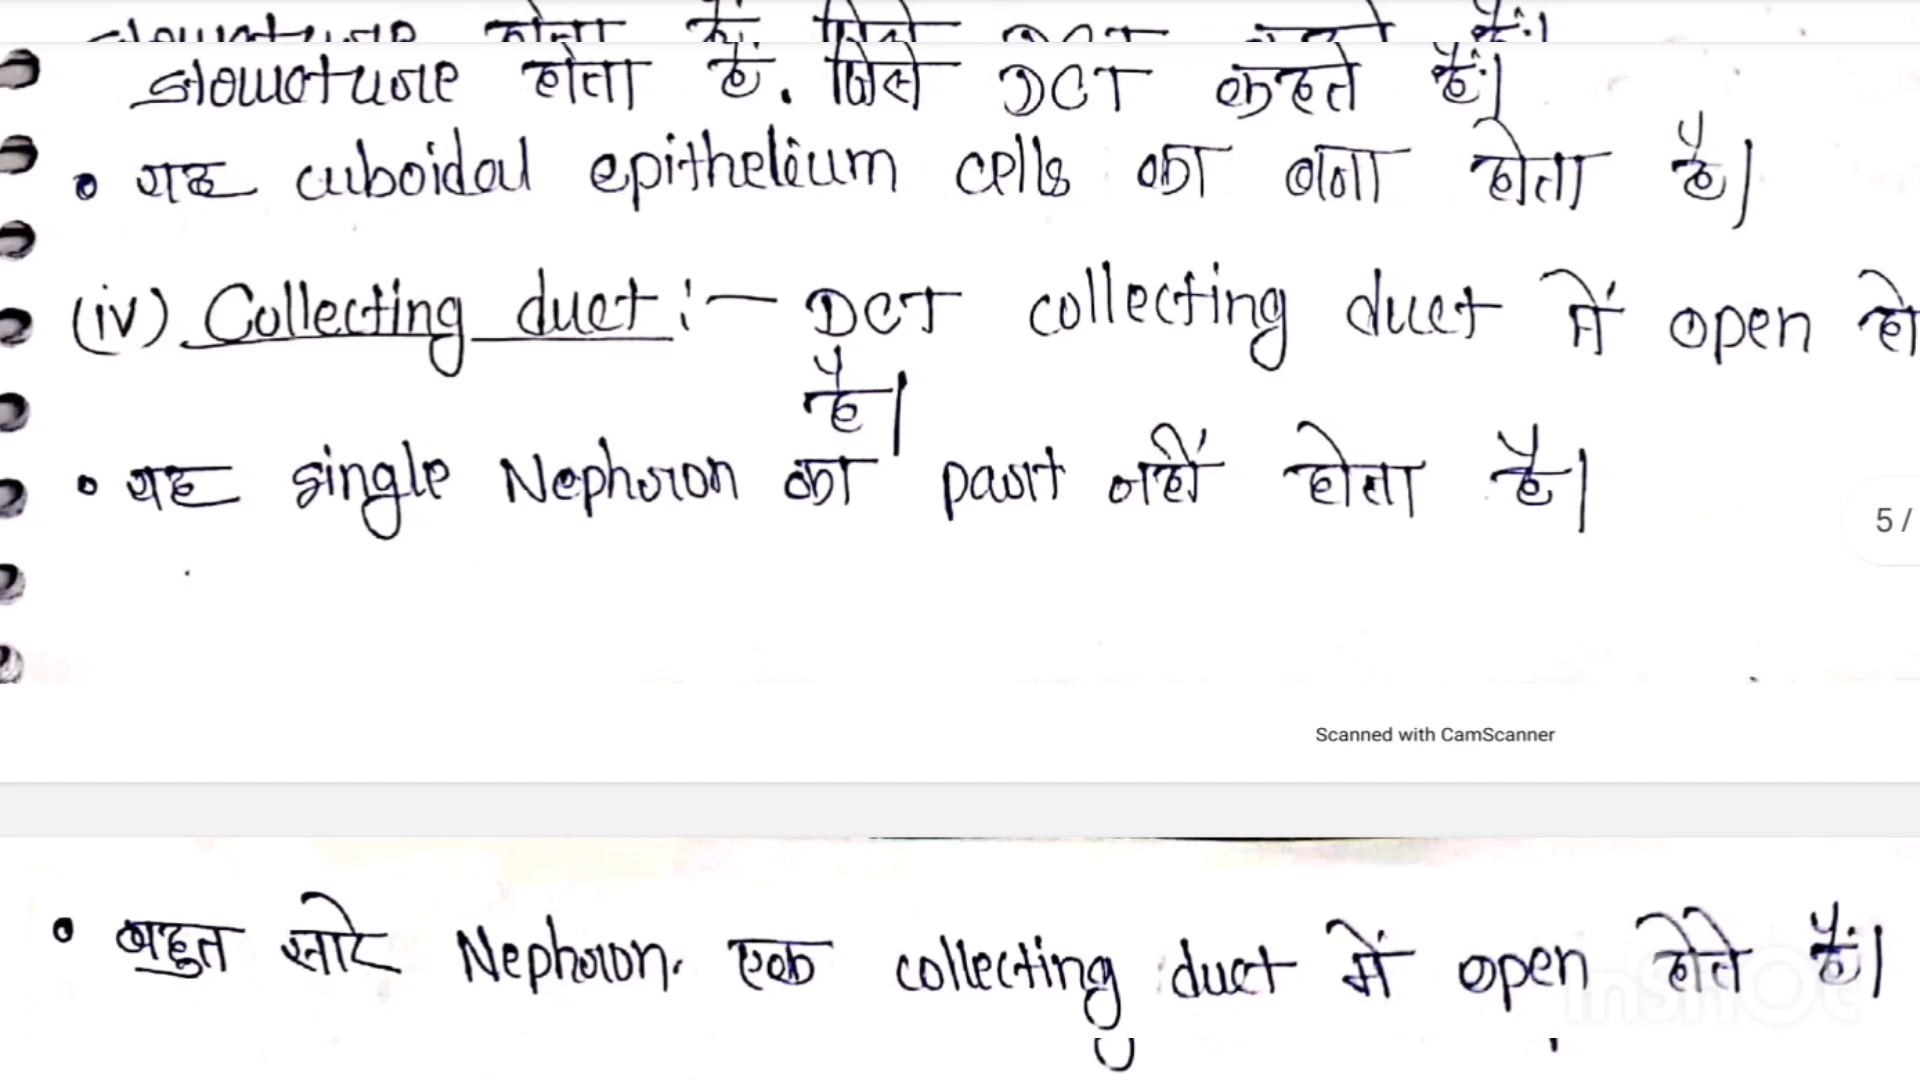 structure होता है. जिसे DCT कहते हैं।
• यह cuboidal epithelium cells का बना होता है।
(iv) Collecting duct :- DCT collecting duct में open हो
है।
• यह single Nephron का part नहीं होता है।
5 /
Scanned with CamScanner
• बहुत सारे Nephron. एक collecting duct में open होते हैं।
InShot